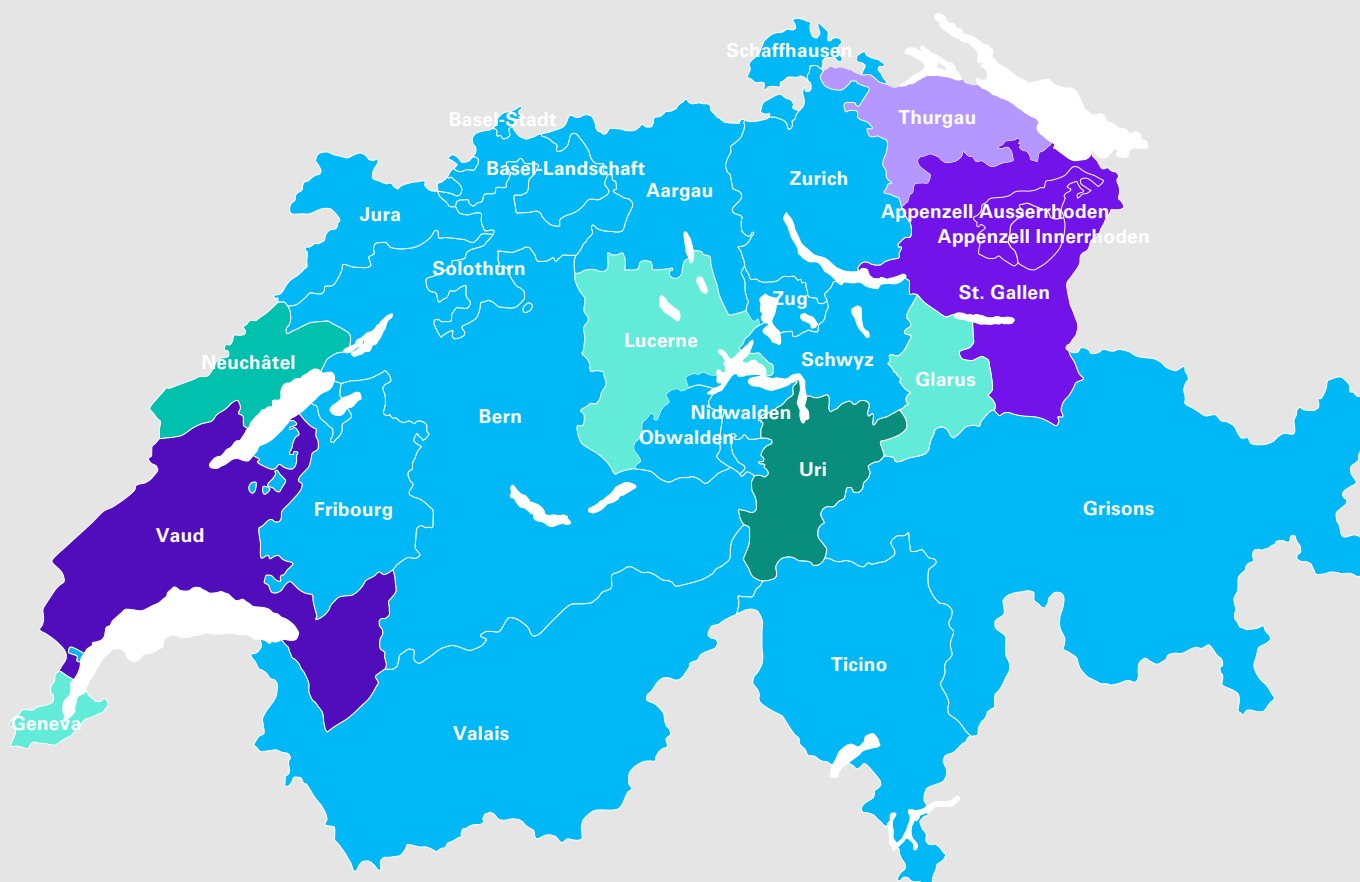 Schaffhausen
Basel-Stadt
Thurgau
Basel-Landschaft
Aargau
Zurich
Jura
Appenzell Ausserrhoden
Appenzell Innerrhoden
Solothurn
St. Gallen
Zug
Lucerne
Schwyz
Neuchâtel
Glarus
Nidwalden
Bern
Obwalden
Uri
Fribourg
Grisons
Vaud
Ticino
Geneva
Valais